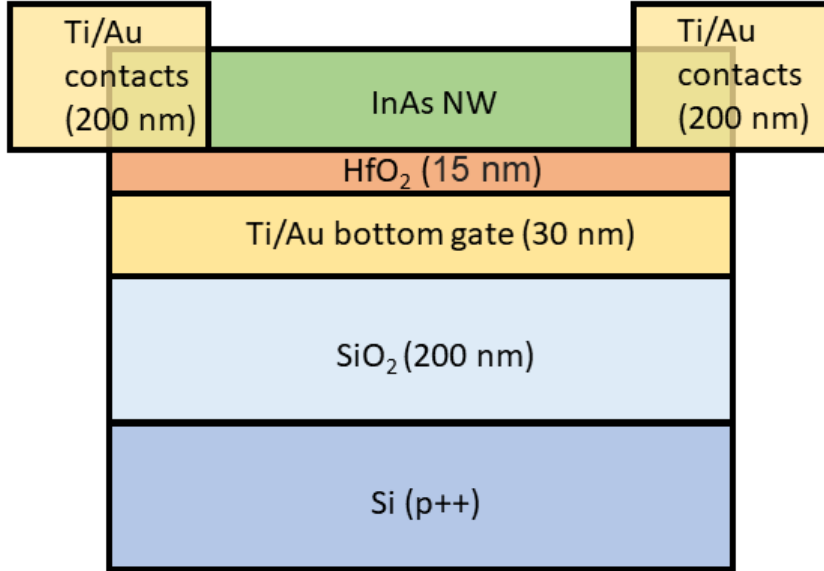 Ti/Au
contacts
(200 nm)
Ti/Au
contacts
(200 nm)
InAs NW
HfO₂ (15 nm)
Ti/Au bottom gate (30 nm)
SiO₂ (200 nm)
Si (p++)